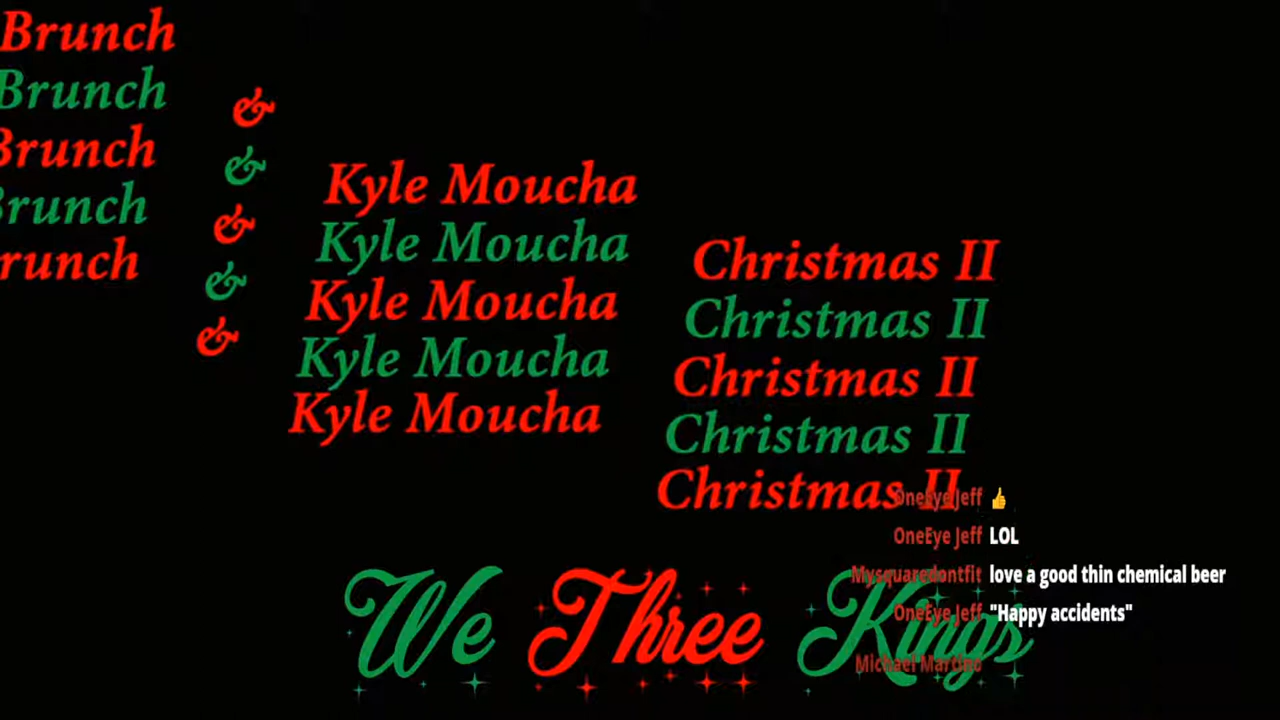 Brunch
Brunch
Brunch
Brunch
runch
&
&
&
&
&
Kyle Moucha
Kyle Moucha
Kyle Moucha
Kyle Moucha
Kyle Moucha
Christmas II
Christmas II
Christmas II
Christmas II
Christmas II
We Three Kings
OneEye Jeff 👍
OneEye Jeff LOL
Mysquaredontfit love a good thin chemical beer
OneEye Jeff "Happy accidents"
Michael Martino